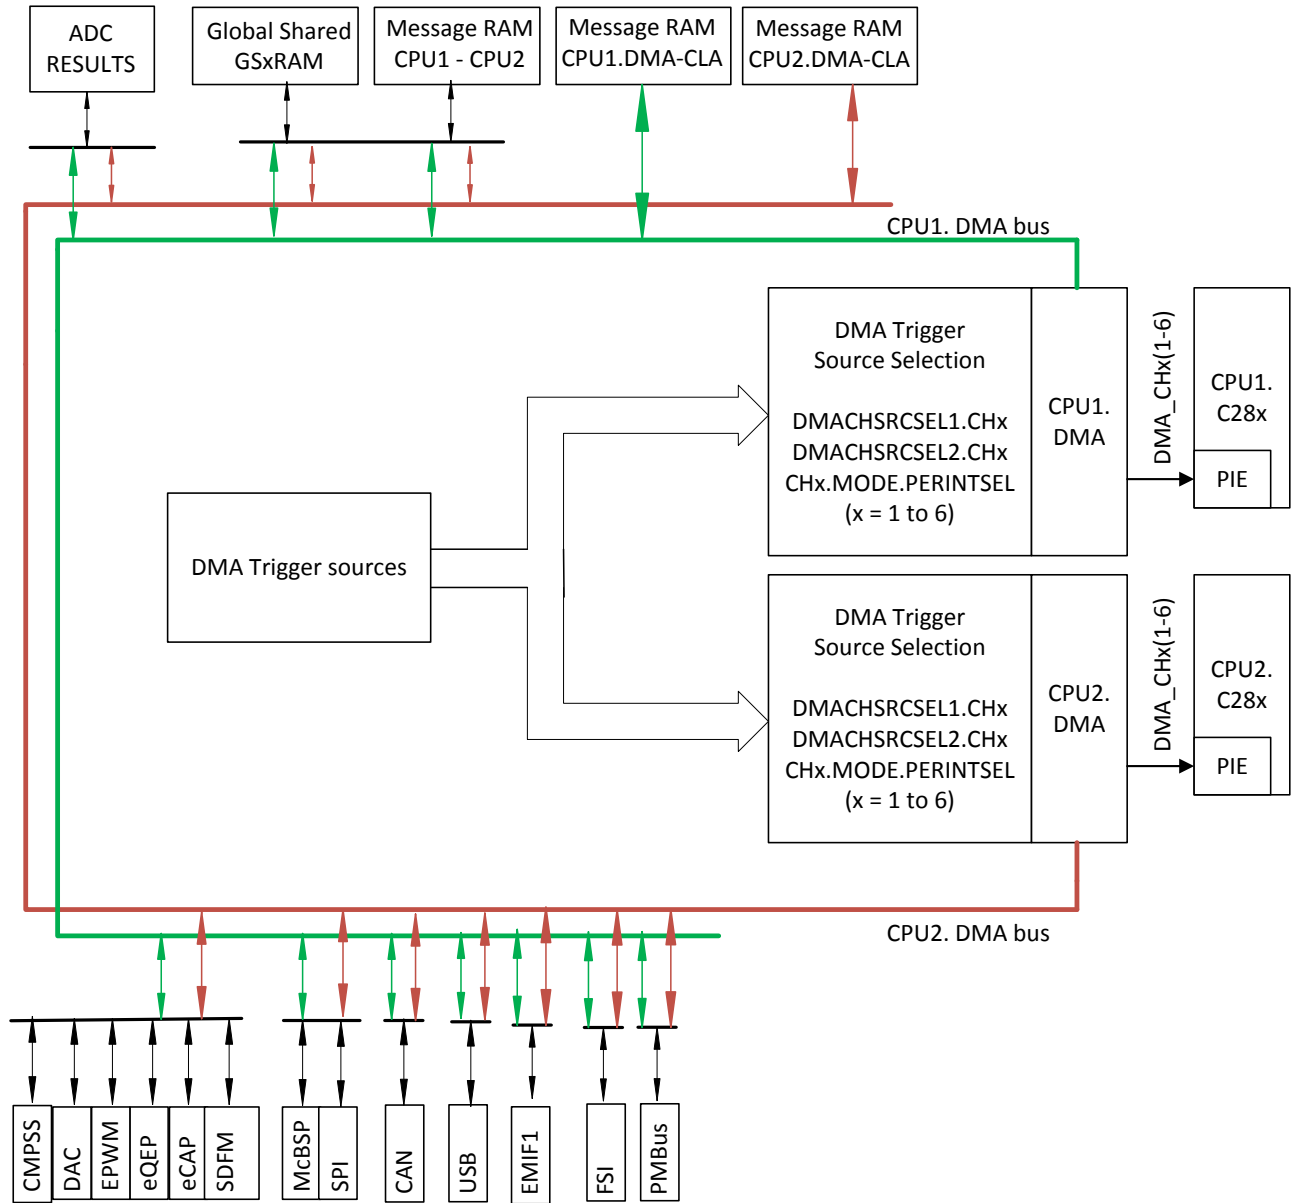 ADC
RESULTS
Global Shared
GSxRAM
Message RAM
CPU1 - CPU2
Message RAM
CPU1.DMA-CLA
Message RAM
CPU2.DMA-CLA
CPU1. DMA bus
DMA Trigger
Source Selection
DMACHSRCSEL1.CHx
DMACHSRCSEL2.CHx
CHx.MODE.PERINTSEL
(x = 1 to 6)
CPU1.
DMA
DMA_CHx(1-6)
CPU1.
C28x
PIE
DMA Trigger sources
DMA Trigger
Source Selection
DMACHSRCSEL1.CHx
DMACHSRCSEL2.CHx
CHx.MODE.PERINTSEL
(x = 1 to 6)
CPU2.
DMA
DMA_CHx(1-6)
CPU2.
C28x
PIE
CPU2. DMA bus
CMPSS
DAC
EPWM
eQEP
eCAP
SDFM
McBSP
SPI
CAN
USB
EMIF1
FSI
PMBus